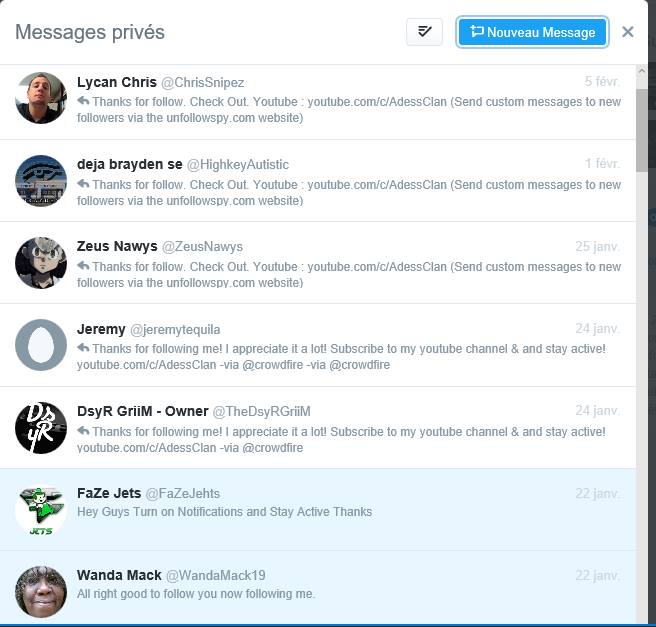 Messages privés
Nouveau Message
Lycan Chris @ChrisSnipez 5 févr.
Thanks for follow. Check Out. Youtube : youtube.com/c/AdessClan (Send custom messages to new
followers via the unfollowspy.com website)
deja brayden se @HighkeyAutistic 1 févr.
Thanks for follow. Check Out. Youtube : youtube.com/c/AdessClan (Send custom messages to new
followers via the unfollowspy.com website)
Zeus Nawys @ZeusNawys 25 janv.
Thanks for follow. Check Out. Youtube : youtube.com/c/AdessClan (Send custom messages to new
followers via the unfollowspy.com website)
Jeremy @jeremytequila 24 janv.
Thanks for following me! I appreciate it a lot! Subscribe to my youtube channel & and stay active!
youtube.com/c/AdessClan -via @crowdfire -via @crowdfire
DsyR GriiM - Owner @TheDsyRGriiM 24 janv.
Thanks for following me! I appreciate it a lot! Subscribe to my youtube channel & and stay active!
youtube.com/c/AdessClan -via @crowdfire
DsyR
FaZe Jets @FaZeJehts 22 janv.
Hey Guys Turn on Notifications and Stay Active Thanks
JETS
Wanda Mack @WandaMack19 22 janv.
All right good to follow you now following me.